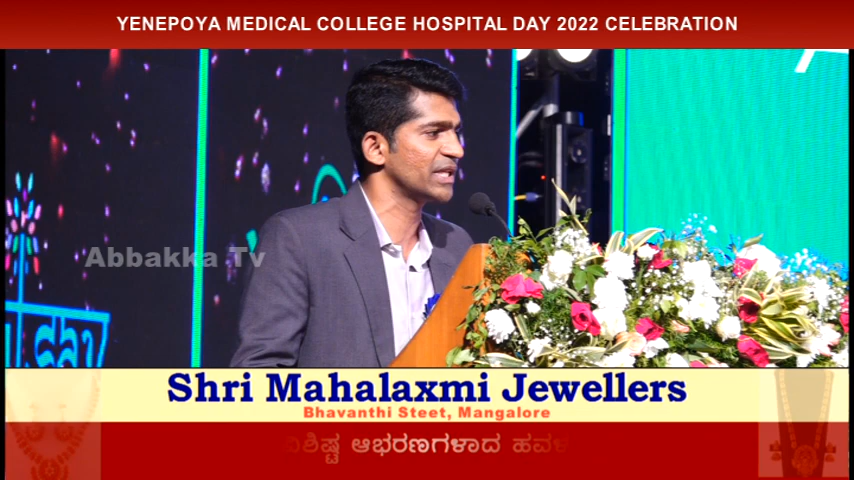 YENEPOYA MEDICAL COLLEGE HOSPITAL DAY 2022 CELEBRATION
Abbakka Tv
Shri Mahalaxmi Jewellers
Bhavanthi Steet, Mangalore
ಆಭರಣಗಳಾದ